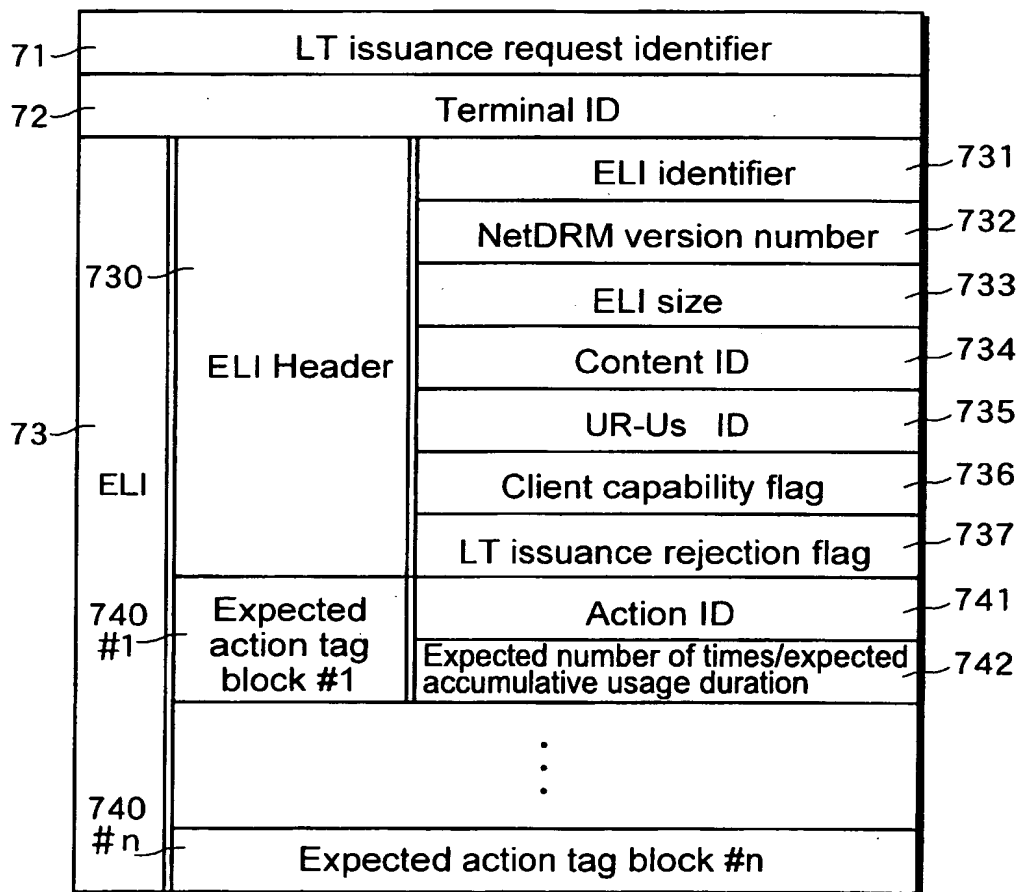 71
LT issuance request identifier
72
Terminal ID
73
ELI
730
ELI Header
ELI identifier
731
NetDRM version number
732
ELI size
733
Content ID
734
UR-Us ID
735
Client capability flag
736
LT issuance rejection flag
737
740
#1
Expected
action tag
block #1
Action ID
741
Expected number of times/expected
accumulative usage duration
742
740
#n
Expected action tag block #n